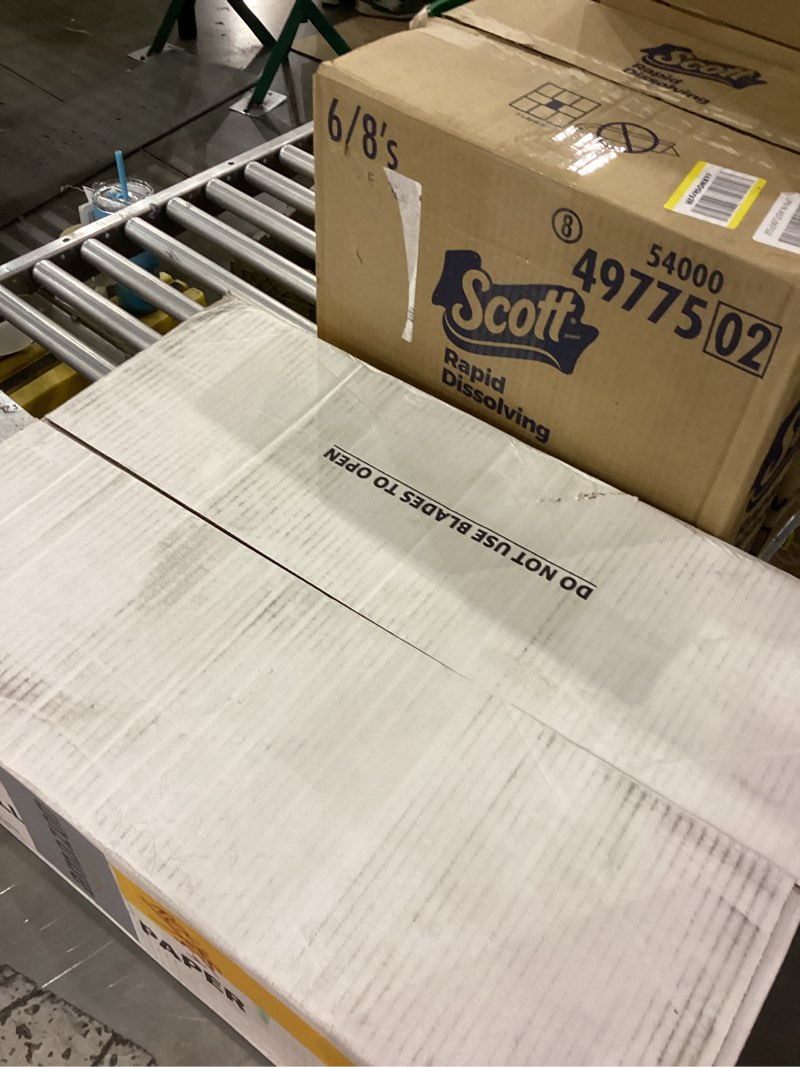 Scott
Rapid
Dissolving
6/8's
8
54000
49775 02
Scott
Rapid
Dissolving
DO NOT USE BLADES TO OPEN
PAPER